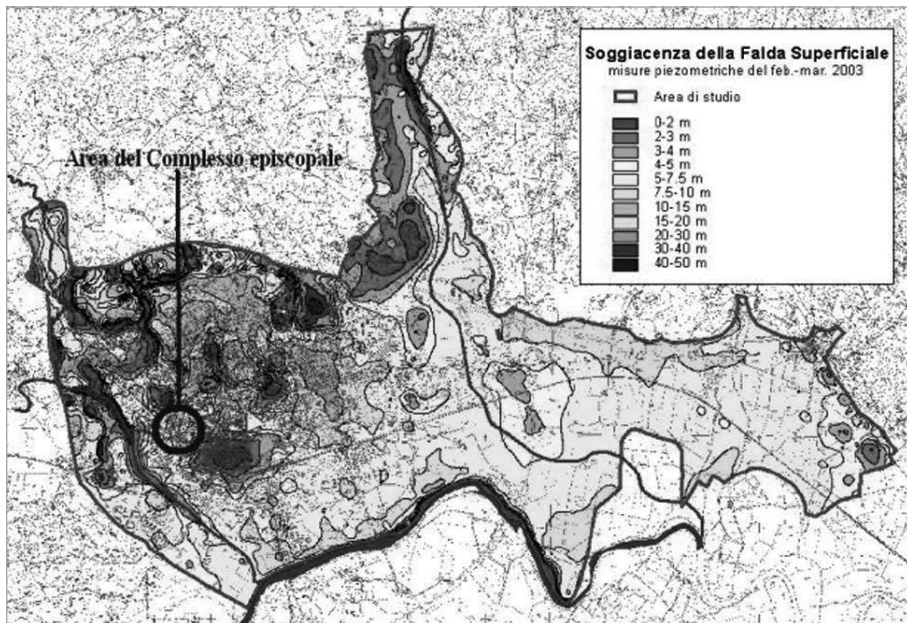 Soggiacenza della Falda Superficiale
misure piezometriche del feb.-mar. 2003
Area di studio
0-2 m
2-3 m
3-4 m
4-5 m
5-7.5 m
7.5-10 m
10-15 m
15-20 m
20-30 m
30-40 m
40-50 m
Area del Complesso episcopale